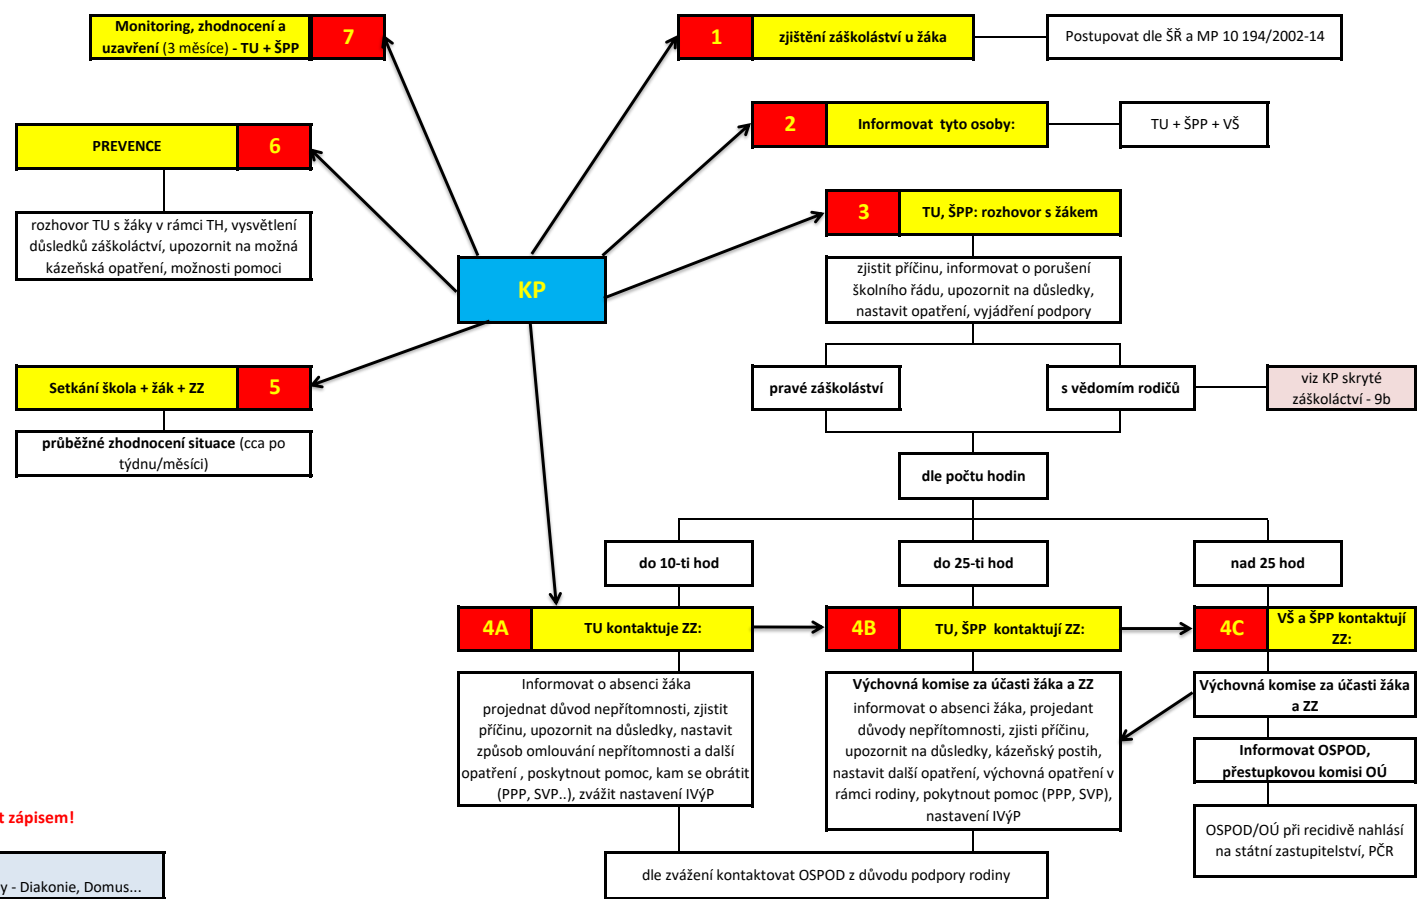 Monitoring, zhodnocení a
uzavření (3 měsíce) - TU + ŠPP
7
1
zjištění záškoláství u žáka
Postupovat dle ŠŘ a MP 10 194/2002-14
2
Informovat tyto osoby:
TU + ŠPP + VŠ
PREVENCE
6
rozhovor TU s žáky v rámci TH, vysvětlení
důsledků záškoláctví, upozornit na možná
kázeňská opatření, možnosti pomoci
3
TU, ŠPP: rozhovor s žákem
zjistit příčinu, informovat o porušení
školního řádu, upozornit na důsledky,
nastavit opatření, vyjádření podpory
KP
Setkání škola + žák + ZZ
5
průběžné zhodnocení situace (cca po
týdnu/měsíci)
pravé záškoláství
s vědomím rodičů
viz KP skryté
záškoláctví - 9b
dle počtu hodin
do 10-ti hod
do 25-ti hod
nad 25 hod
4A
TU kontaktuje ZZ:
4B
TU, ŠPP kontaktují ZZ:
4C
VŠ a ŠPP kontaktují
ZZ:
Informovat o absenci žáka
projednat důvod nepřítomnosti, zjistit
příčinu, upozornit na důsledky, nastavit
způsob omlouvání nepřítomnosti a další
opatření , poskytnout pomoc, kam se obrátit
(PPP, SVP..), zvážit nastavení IVýP
Výchovná komise za účasti žáka a ZZ
informovat o absenci žáka, projedant
důvody nepřítomnosti, zjisti příčinu,
upozornit na důsledky, kázeňský postih,
nastavit další opatření, výchovná opatření v
rámci rodiny, pokytnout pomoc (PPP, SVP),
nastavení IVýP
Výchovná komise za účasti žáka
a ZZ
Informovat OSPOD,
přestupkovou komisi OÚ
OSPOD/OÚ při recidivě nahlásí
na státní zastupitelství, PČR
dle zvážení kontaktovat OSPOD z důvodu podpory rodiny
t zápisem!
y - Diakonie, Domus...